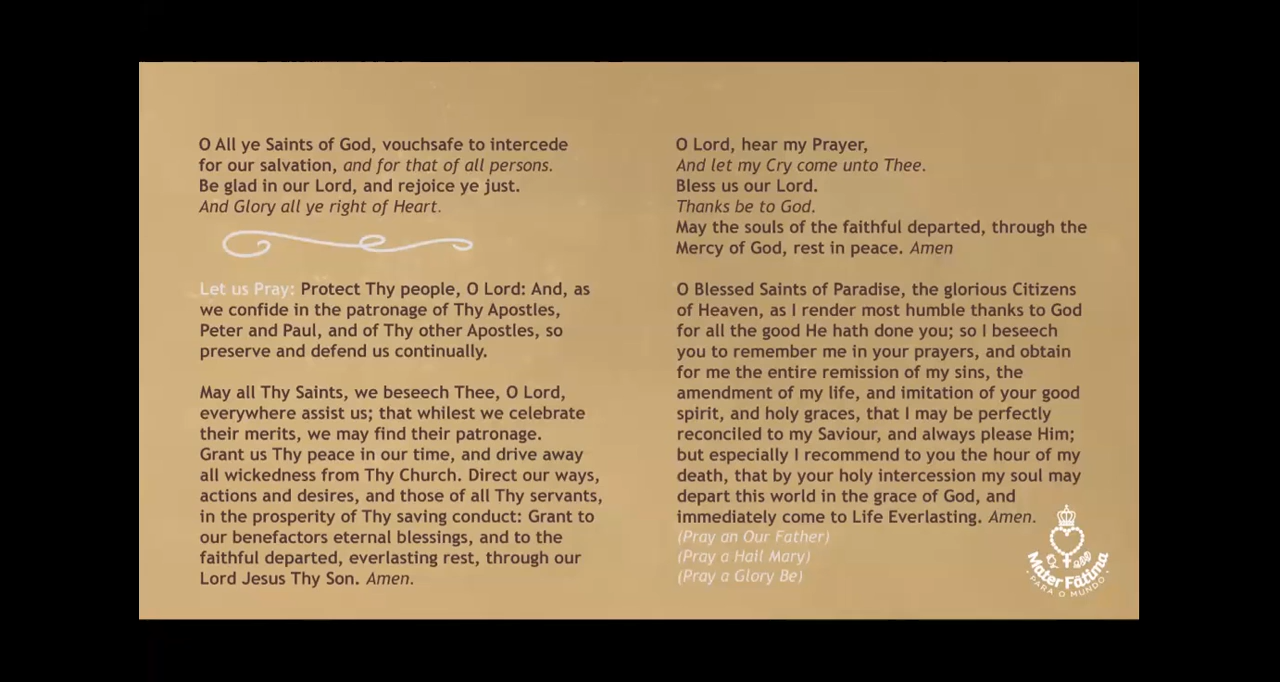 O All ye Saints of God, vouchsafe to intercede
for our salvation, and for that of all persons.
Be glad in our Lord, and rejoice ye just.
And Glory all ye right of Heart.
Let us Pray: Protect Thy people, O Lord: And, as
we confide in the patronage of Thy Apostles,
Peter and Paul, and of Thy other Apostles, so
preserve and defend us continually.
May all Thy Saints, we beseech Thee, O Lord,
everywhere assist us; that whilest we celebrate
their merits, we may find their patronage.
Grant us Thy peace in our time, and drive away
all wickedness from Thy Church. Direct our ways,
actions and desires, and those of all Thy servants,
in the prosperity of Thy saving conduct: Grant to
our benefactors eternal blessings, and to the
faithful departed, everlasting rest, through our
Lord Jesus Thy Son. Amen.
O Lord, hear my Prayer,
And let my Cry come unto Thee.
Bless us our Lord.
Thanks be to God.
May the souls of the faithful departed, through the
Mercy of God, rest in peace. Amen
O Blessed Saints of Paradise, the glorious Citizens
of Heaven, as I render most humble thanks to God
for all the good He hath done you; so I beseech
you to remember me in your prayers, and obtain
for me the entire remission of my sins, the
amendment of my life, and imitation of your good
spirit, and holy graces, that I may be perfectly
reconciled to my Saviour, and always please Him;
but especially I recommend to you the hour of my
death, that by your holy intercession my soul may
depart this world in the grace of God, and
immediately come to Life Everlasting. Amen.
(Pray an Our Father)
(Pray a Hail Mary)
(Pray a Glory Be)
Mater Fátima
PARA O MUNDO